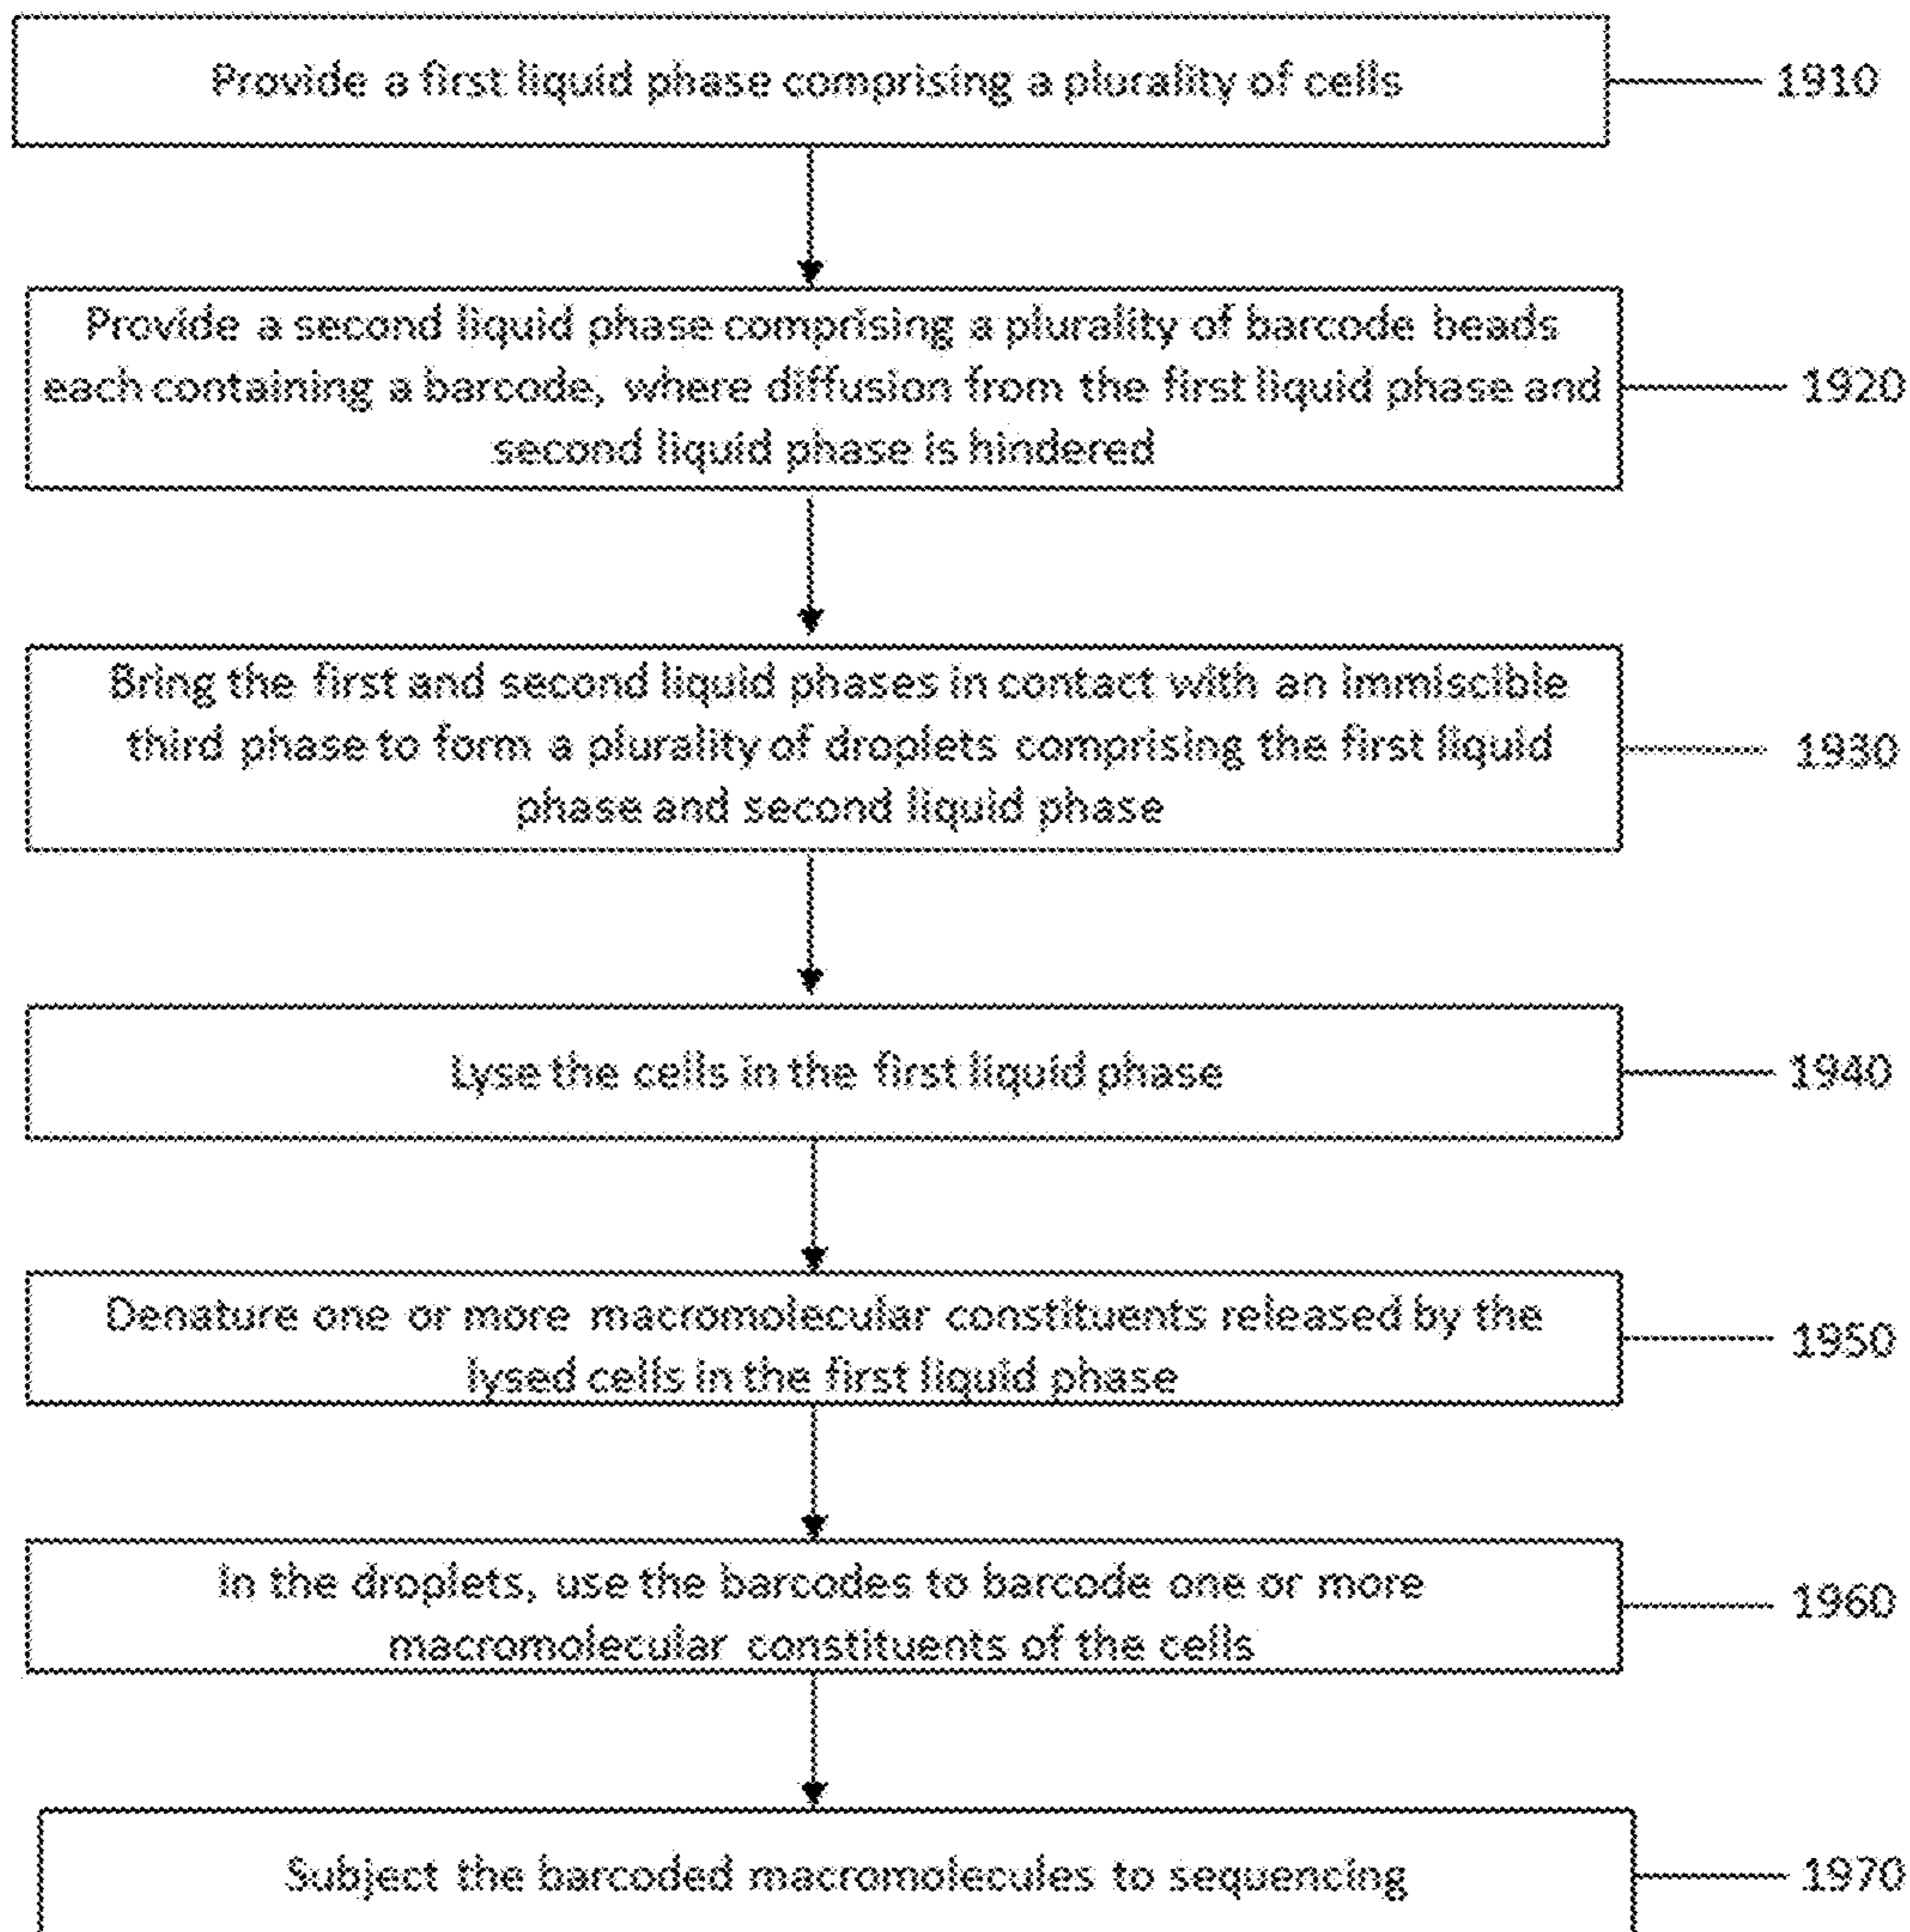 Provide a first liquid phase comprising a plurality of cells
1910
Provide a second liquid phase comprising a plurality of barcode beads
each containing a barcode, where diffusion from the first liquid phase and
second liquid phase is hindered
1920
Bring the first and second liquid phases in contact with an immiscible
third phase to form a plurality of droplets comprising the first liquid
phase and second liquid phase
1930
Lyse the cells in the first liquid phase
1940
Denature one or more macromolecular constituents released by the
lysed cells in the first liquid phase
1950
In the droplets, use the barcodes to barcode one or more
macromolecular constituents of the cells
1960
Subject the barcoded macromolecules to sequencing
1970